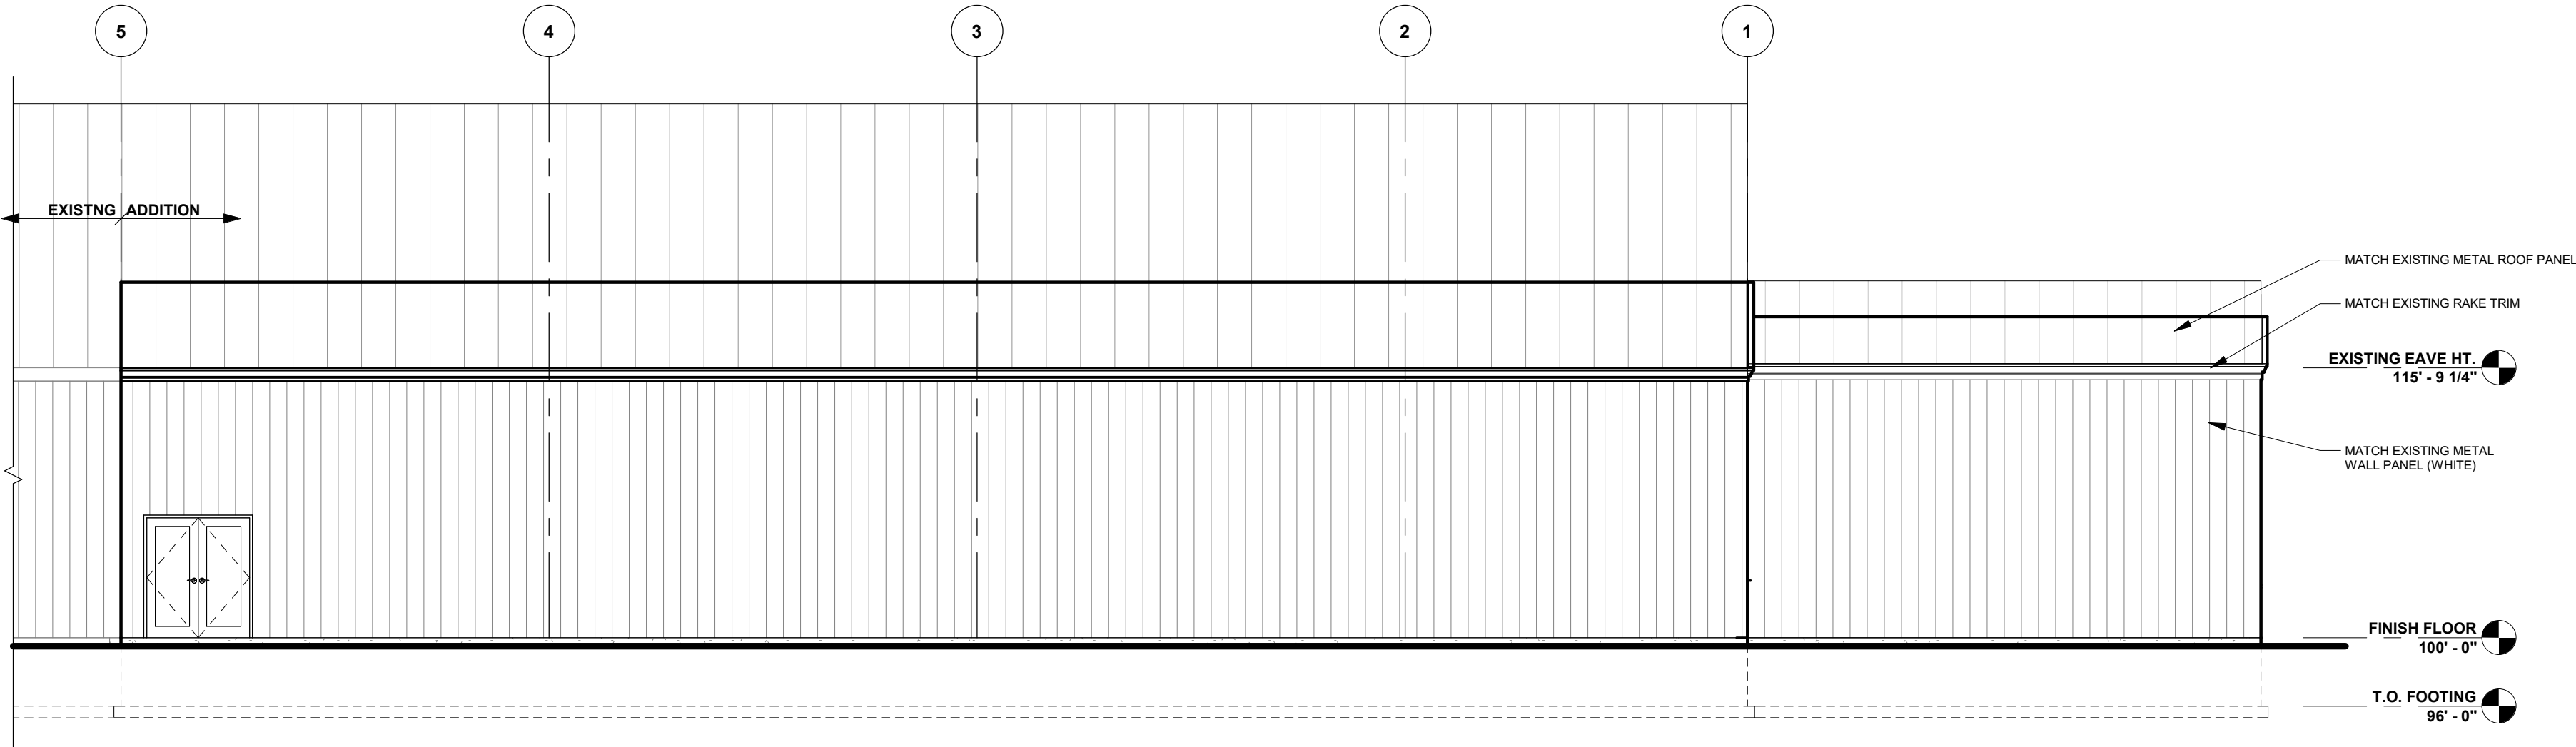 5
4
3
2
1
EXISTNG ADDITION
MATCH EXISTING METAL ROOF PANEL
MATCH EXISTING RAKE TRIM
EXISTING EAVE HT.
115' - 9 1/4"
MATCH EXISTING METAL
WALL PANEL (WHITE)
FINISH FLOOR
100' - 0"
T.O. FOOTING
96' - 0"